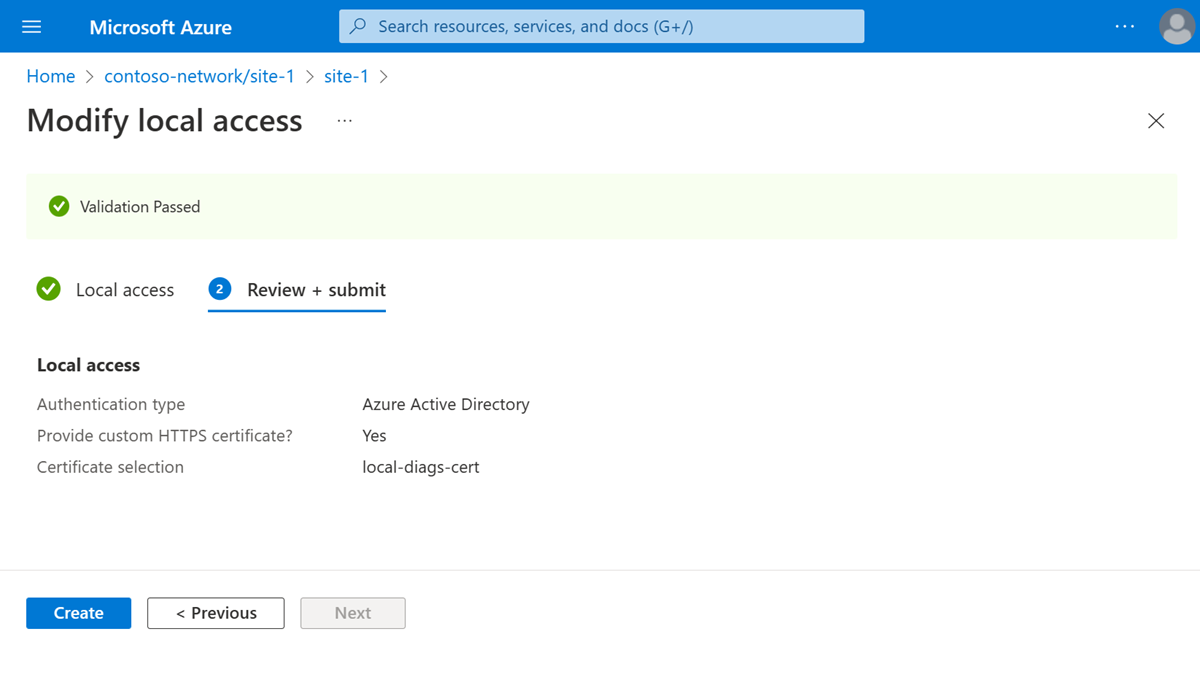 Microsoft Azure
Search resources, services, and docs (G+/)
Home > contoso-network/site-1 > site-1 >
Modify local access ...
Validation Passed
Local access
2 Review + submit
Local access
Authentication type Azure Active Directory
Provide custom HTTPS certificate? Yes
Certificate selection local-diags-cert
Create < Previous Next